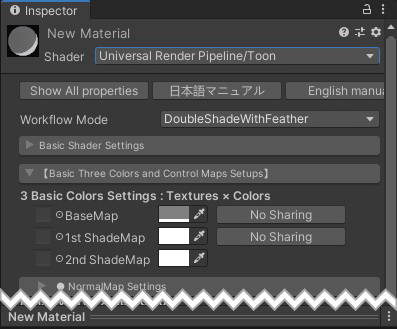 Inspector
New Material
Shader Universal Render Pipeline/Toon
Show All properties 日本語マニュアル English manua
Workflow Mode DoubleShadeWithFeather
Basic Shader Settings
【Basic Three Colors and Control Maps Setups】
3 Basic Colors Settings : Textures × Colors
BaseMap No Sharing
1st ShadeMap No Sharing
2nd ShadeMap
● NormalMap Settings
New Material